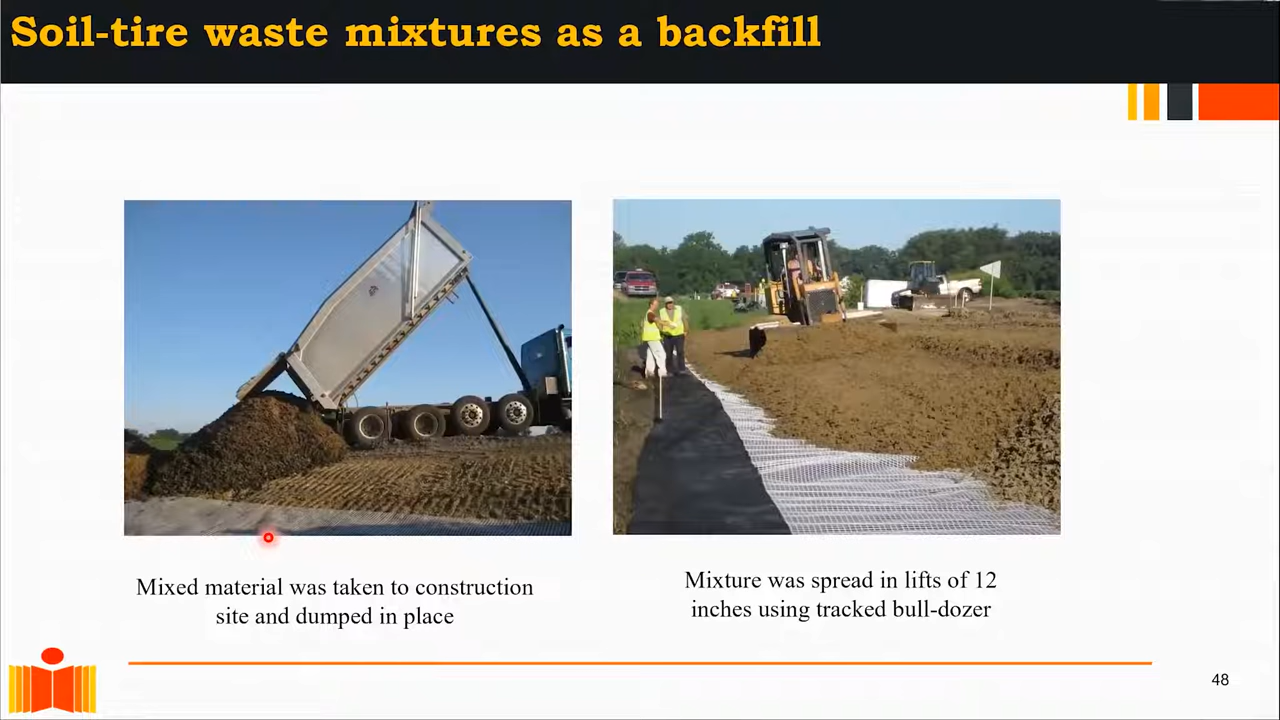 Soil-tire waste mixtures as a backfill
Mixed material was taken to construction
site and dumped in place
Mixture was spread in lifts of 12
inches using tracked bull-dozer
48